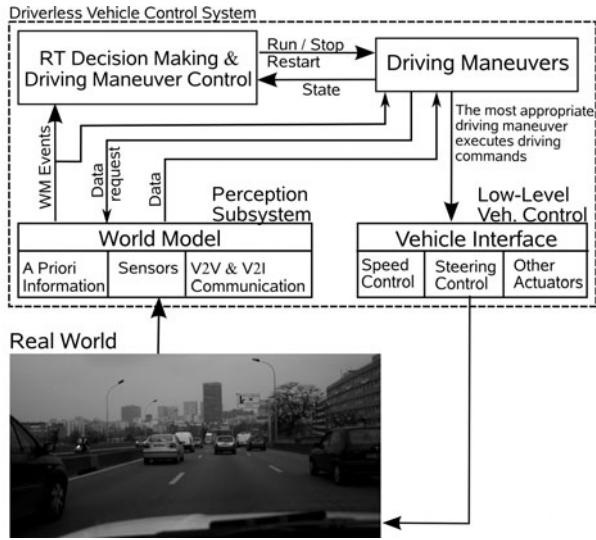 Driverless Vehicle Control System
RT Decision Making &
Driving Maneuver Control
Run / Stop
Restart
State
Driving Maneuvers
The most appropriate
driving maneuver
executes driving
commands
WM Events
Data
request
Data
Perception
Subsystem
Low-Level
Veh. Control
World Model
A Priori
Information
Sensors
V2V & V2I
Communication
Vehicle Interface
Speed
Control
Steering
Control
Other
Actuators
Real World